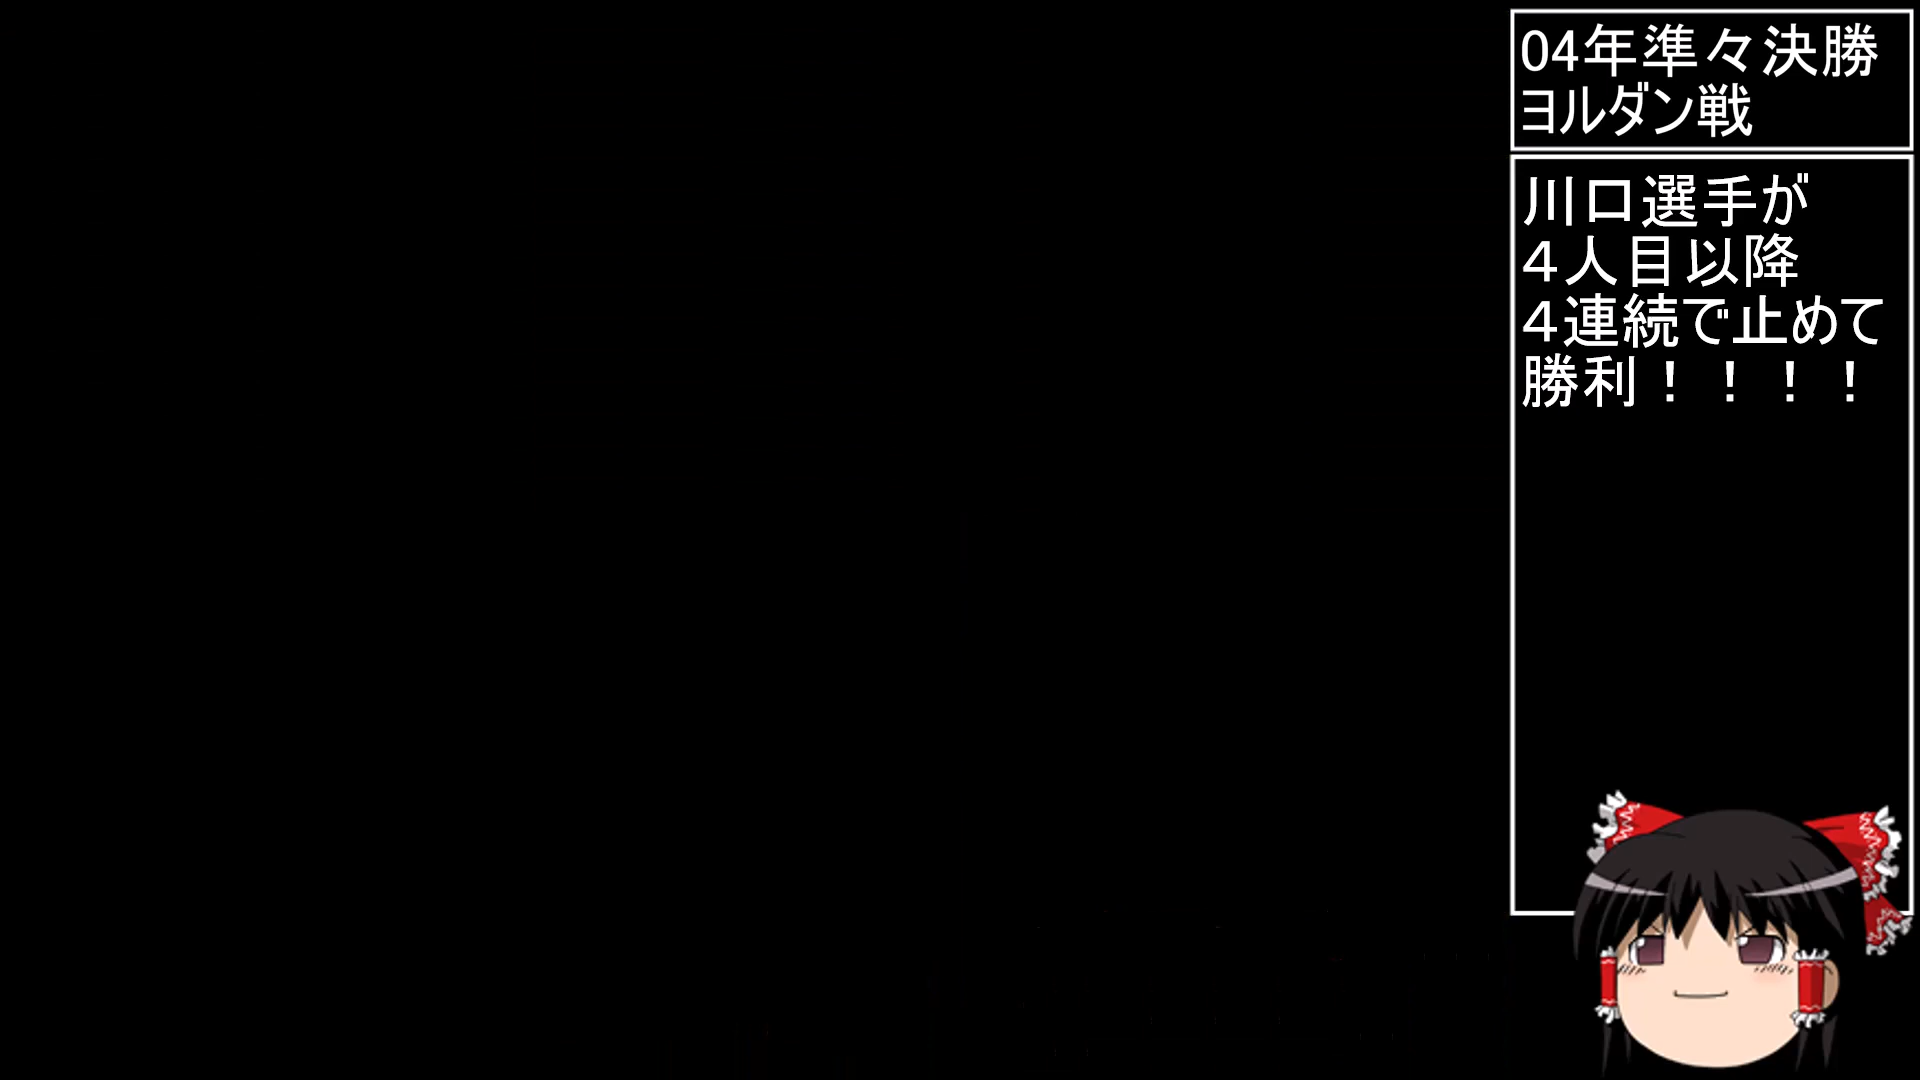 04年準々決勝
ヨルダン戦
川口選手が
４人目以降
４連続で止めて
勝利！！！！